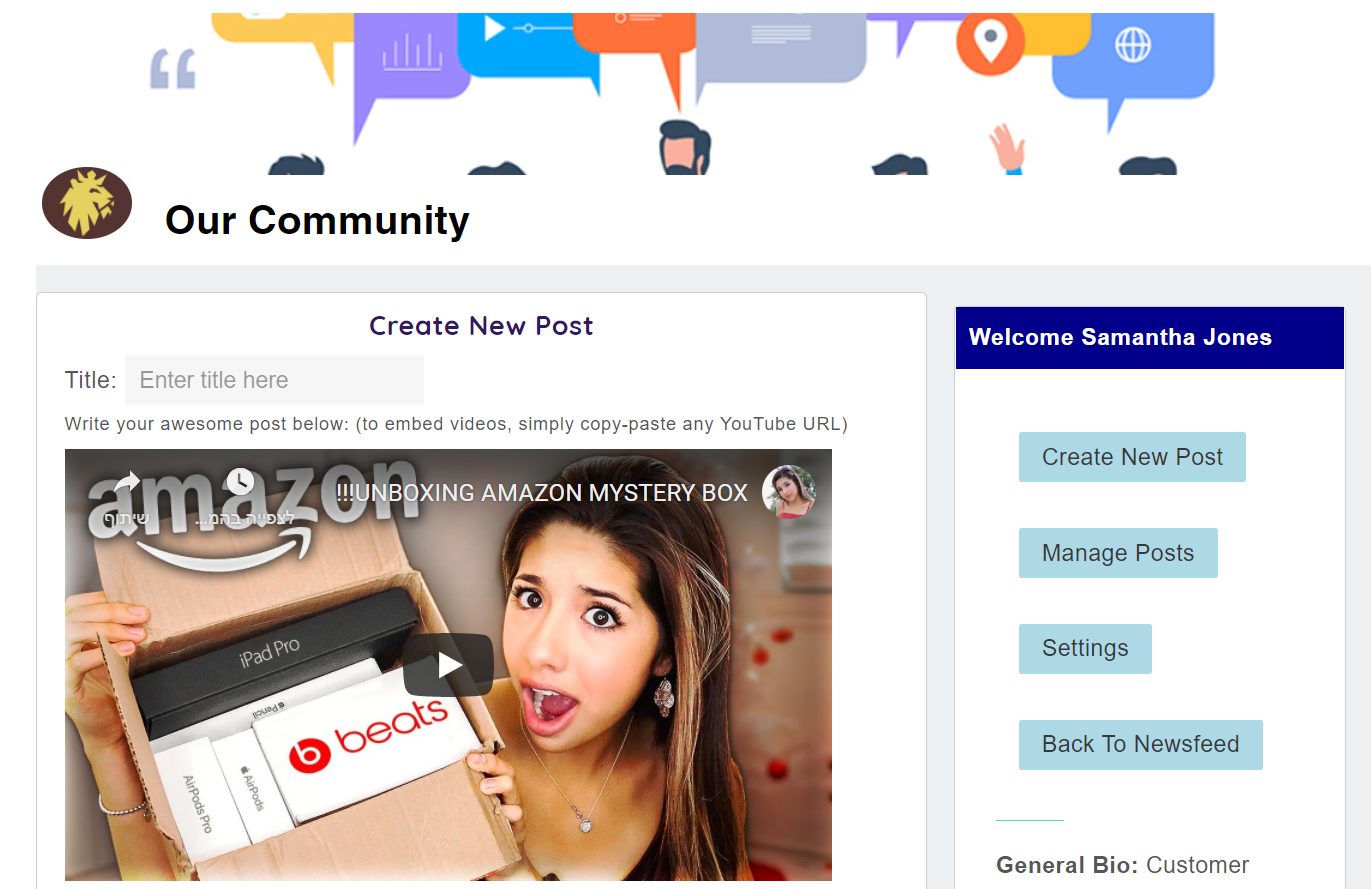 Our Community
Create New Post
Title: Enter title here
Write your awesome post below: (to embed videos, simply copy-paste any YouTube URL)
amazon
!!!UNBOXING AMAZON MYSTERY BOX
שיתוף
לצפייה בהמ...
iPad Pro
Pencil
beats
AirPods Pro
AirPods
Welcome Samantha Jones
Create New Post
Manage Posts
Settings
Back To Newsfeed
General Bio: Customer